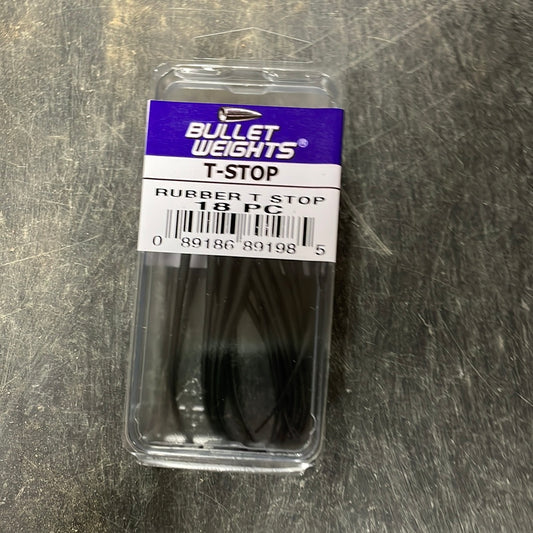 BULLET
WEIGHTS®
T-STOP
RUBBER T STOP
18 PC
0 89186 89198 5